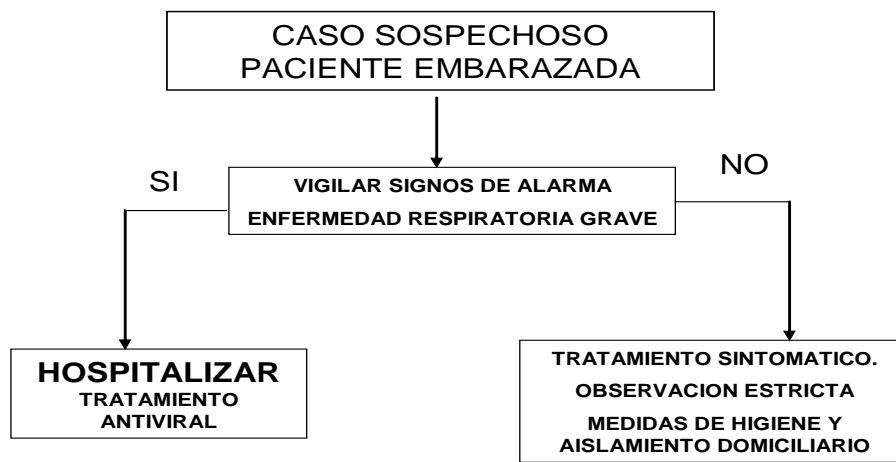 CASO SOSPECHOSO
PACIENTE EMBARAZADA
SI
NO
VIGILAR SIGNOS DE ALARMA
ENFERMEDAD RESPIRATORIA GRAVE
HOSPITALIZAR
TRATAMIENTO
ANTIVIRAL
TRATAMIENTO SINTOMATICO.
OBSERVACION ESTRICTA
MEDIDAS DE HIGIENE Y
AISLAMIENTO DOMICILIARIO